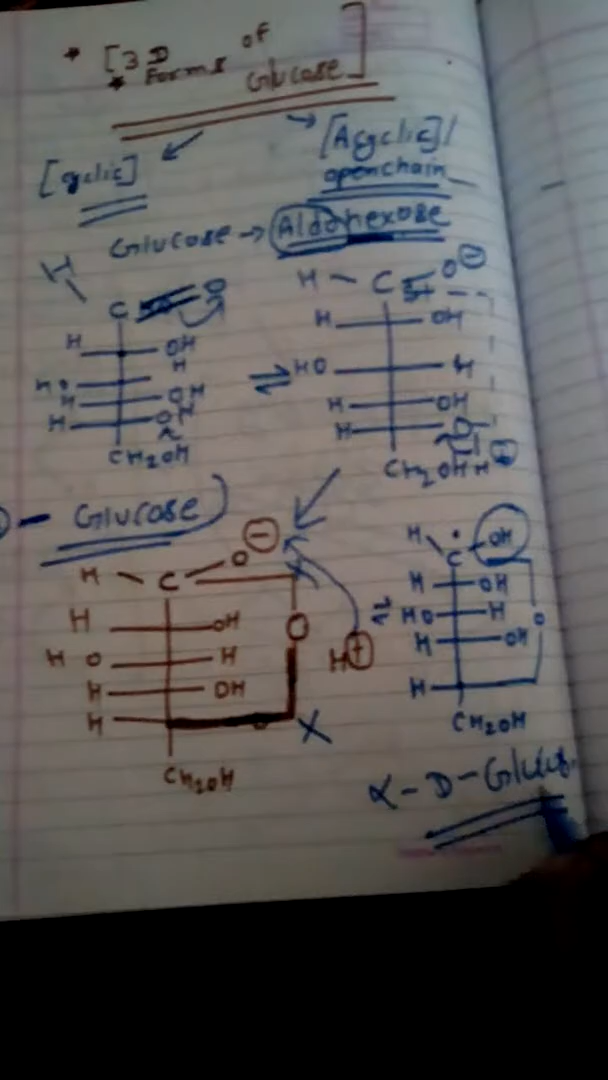 * [3D of
* Forms Glucose]
[cyclic]
[Acyclic]/
openchain
Glucose → Aldohexose
H
C O
H OH
HO H
H OH
H OH
CH2OH
⇌
H - C O ⊖
H OH
HO H
H OH
H O
CH2OH H ⊕
- Glucose)
H - C O ⊖
H OH
HO H
H OH
H
O
H⊕
X
CH2OH
⇌
H C OH
H OH
HO H
H OH
H
O
CH2OH
α-D-Gluco